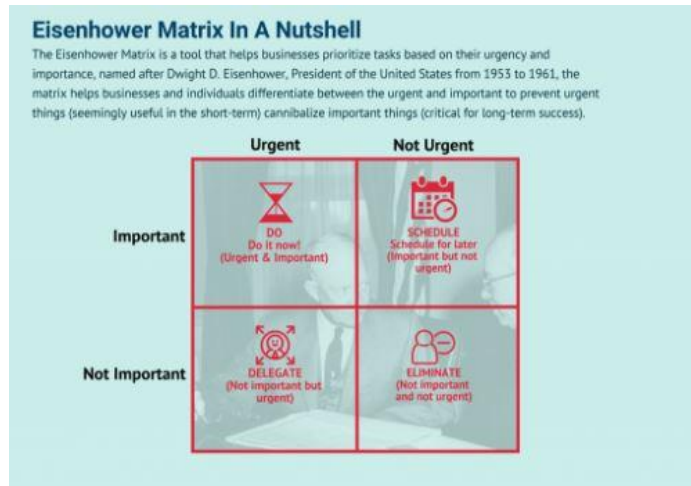 Eisenhower Matrix In A Nutshell
The Eisenhower Matrix is a tool that helps businesses prioritize tasks based on their urgency and
importance, named after Dwight D. Eisenhower, President of the United States from 1953 to 1961, the
matrix helps businesses and individuals differentiate between the urgent and important to prevent urgent
things (seemingly useful in the short-term) cannibalize important things (critical for long-term success).
Urgent
Not Urgent
Important
DO
Do it now!
(Urgent & Important)
SCHEDULE
Schedule for later
(Important but not
urgent)
Not Important
DELEGATE
(Not important but
urgent)
ELIMINATE
(Not important
and not urgent)